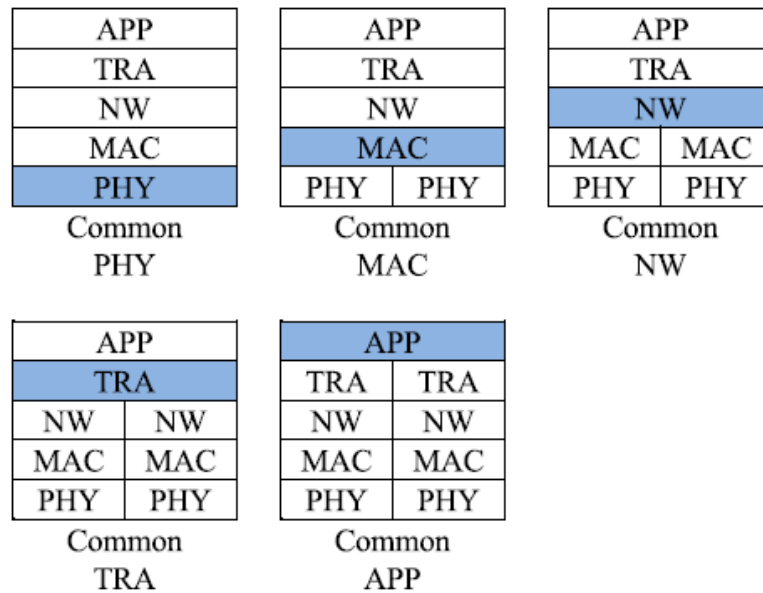 APP APP APP
TRA TRA TRA
NW NW NW
MAC MAC MAC MAC
PHY PHY PHY PHY PHY
Common Common Common
PHY MAC NW
APP APP
TRA TRA TRA
NW NW NW NW
MAC MAC MAC MAC
PHY PHY PHY PHY
Common Common
TRA APP